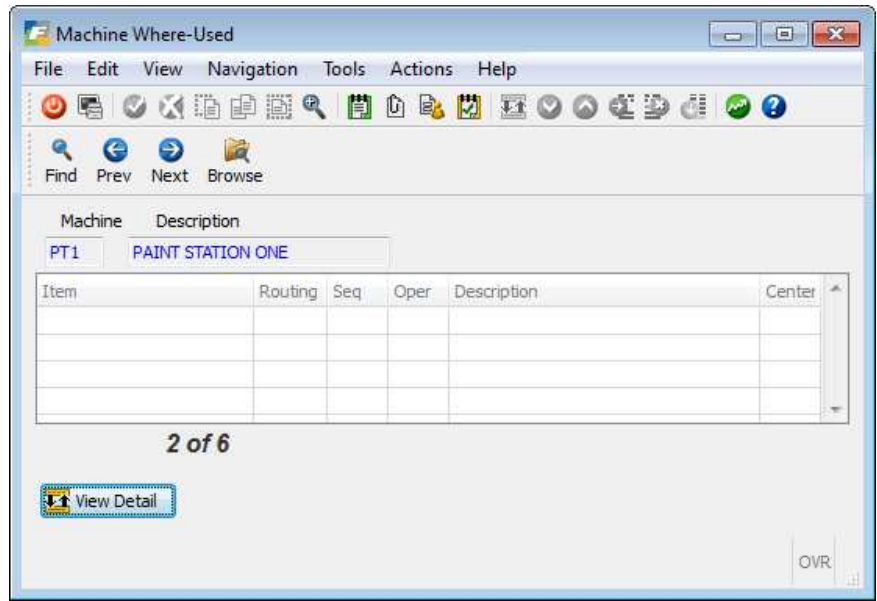 Machine Where-Used
File Edit View Navigation Tools Actions Help
Find Prev Next Browse
Machine Description
PT1 PAINT STATION ONE
Item Routing Seq Oper Description Center
2 of 6
View Detail
OVR